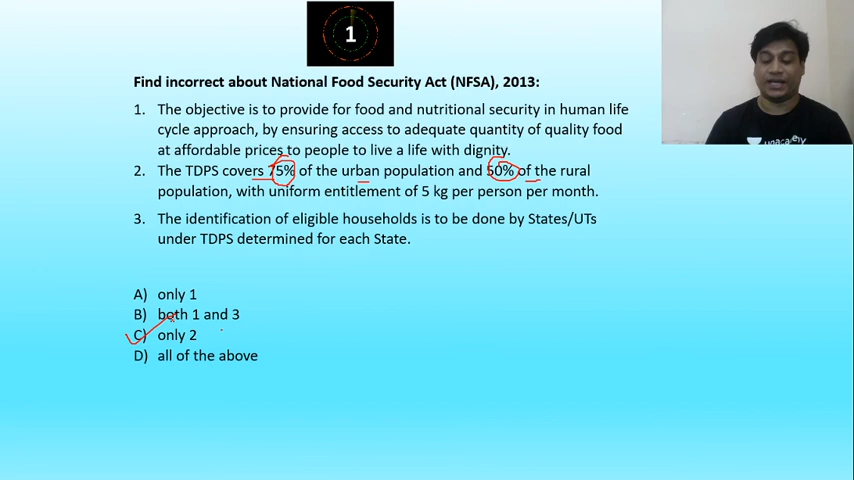 1
Find incorrect about National Food Security Act (NFSA), 2013:
1. The objective is to provide for food and nutritional security in human life
cycle approach, by ensuring access to adequate quantity of quality food
at affordable prices to people to live a life with dignity.
2. The TDPS covers 75% of the urban population and 50% of the rural
population, with uniform entitlement of 5 kg per person per month.
3. The identification of eligible households is to be done by States/UTs
under TDPS determined for each State.
A) only 1
B) both 1 and 3
C) only 2
D) all of the above
unacademy